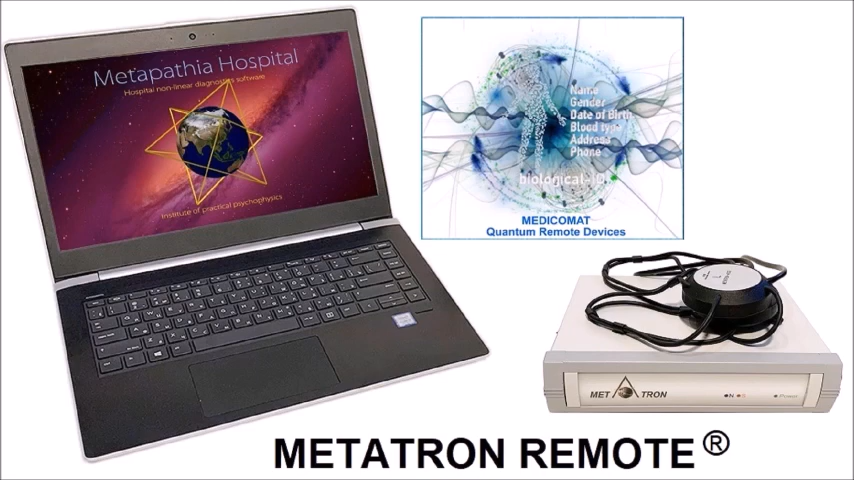 Metapathia Hospital
Hospital non-linear diagnostics software
Institute of practical psychophysics
Name
Gender
Date of Birth
Blood type
Address
Phone
biological-ID
MEDICOMAT
Quantum Remote Devices
MET TRON
N S
Power
METATRON REMOTE®